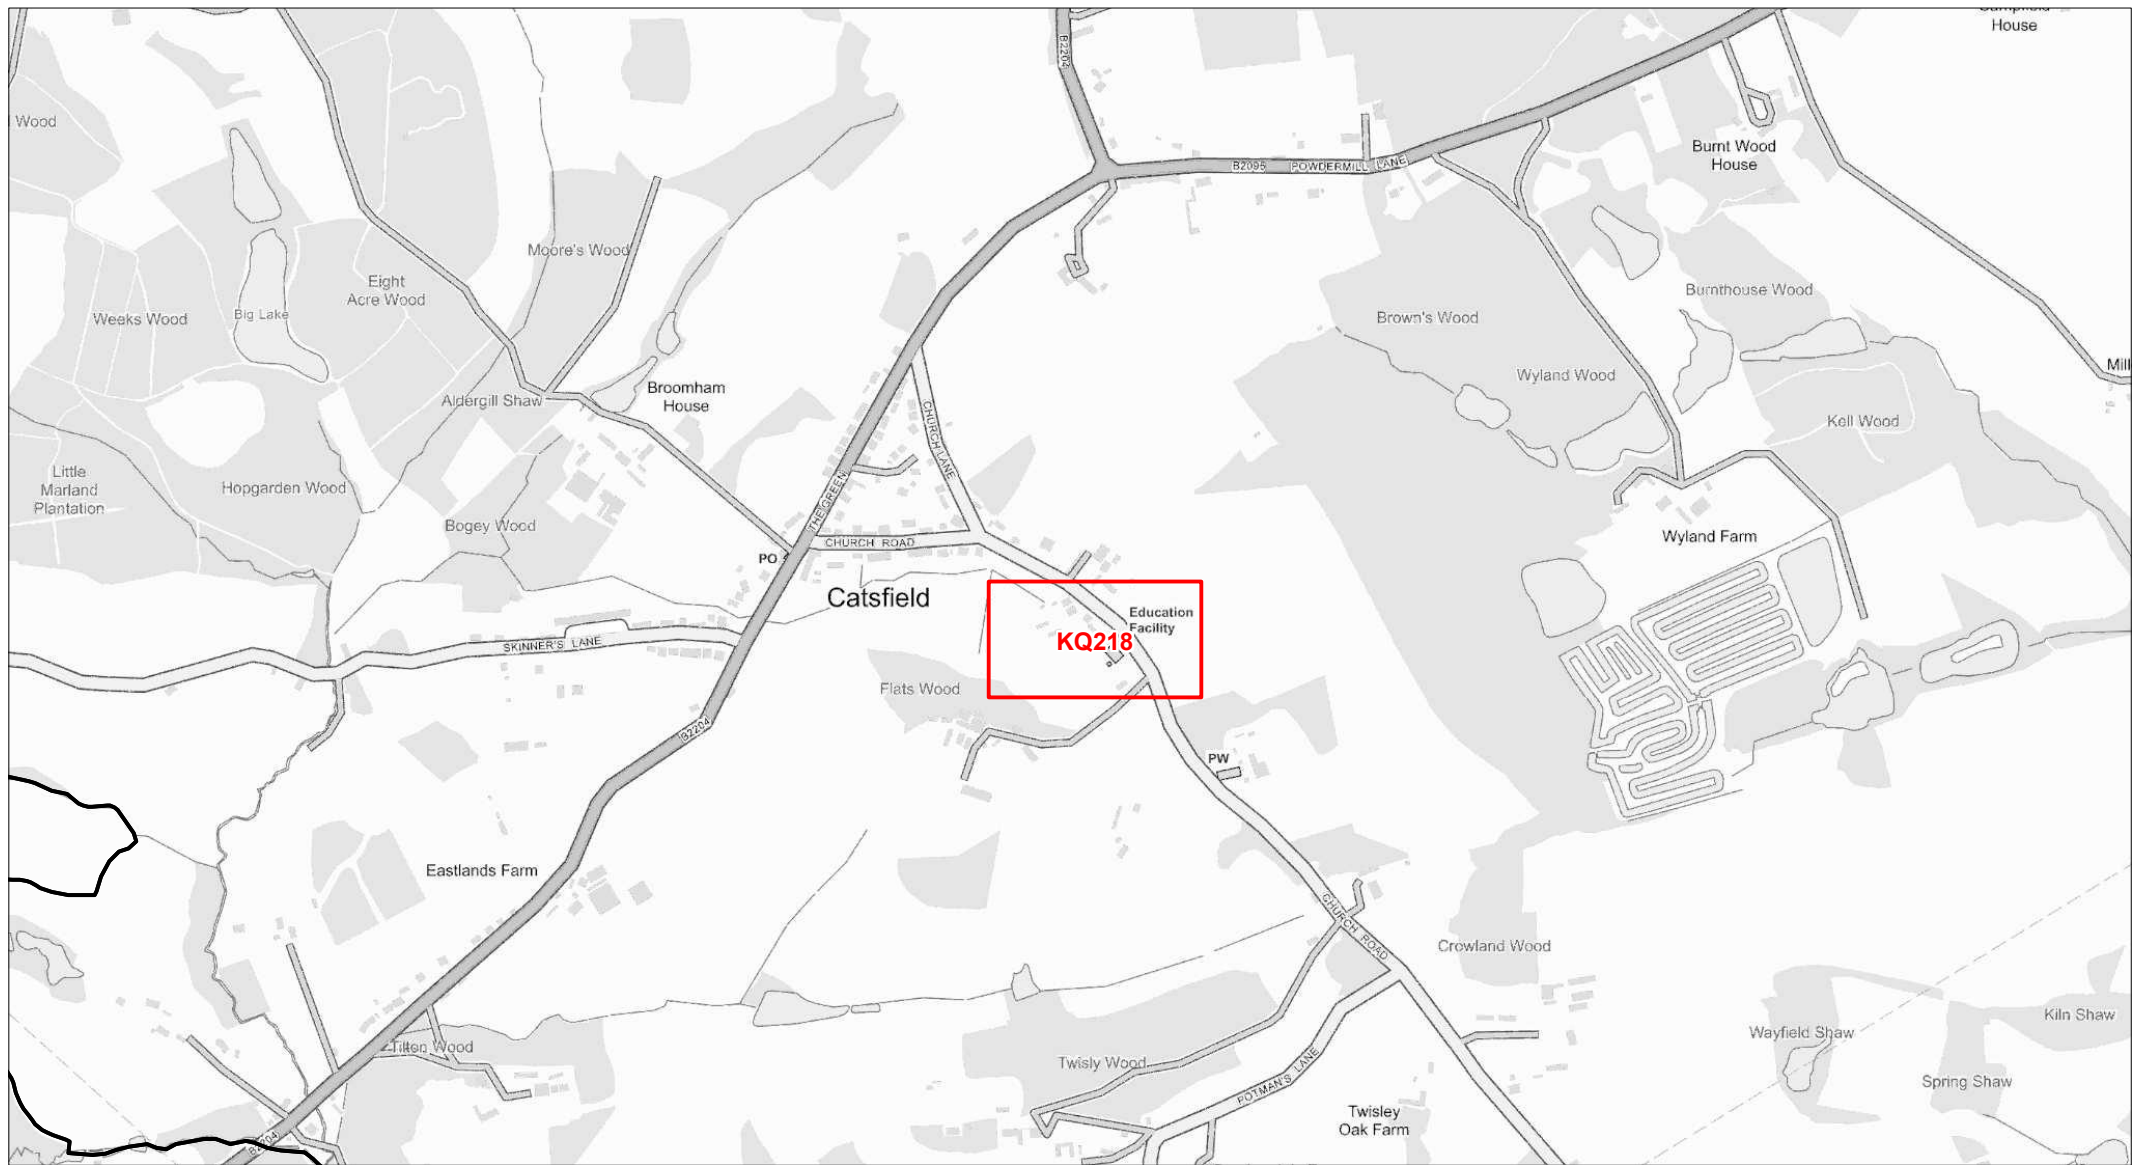 House
B2204
l Wood
Burnt Wood
House
B2095
POWDERMILL LANE
Moore's Wood
Eight
Acre Wood
Big Lake
Weeks Wood
Burnthouse Wood
Brown's Wood
Mill
Wyland Wood
Broomham
House
Aldergill Shaw
CHURCH LANE
Kell Wood
Little
Marland
Plantation
Hopgarden Wood
THE GREEN
Bogey Wood
CHURCH ROAD
Wyland Farm
PO
Catsfield
Education
Facility
KQ218
SKINNER'S LANE
Flats Wood
B2204
PW
Eastlands Farm
CHURCH ROAD
Crowland Wood
Kiln Shaw
Wayfield Shaw
Tilton Wood
Twisly Wood
POTMAN'S LANE
Spring Shaw
Twisley
Oak Farm
B2204